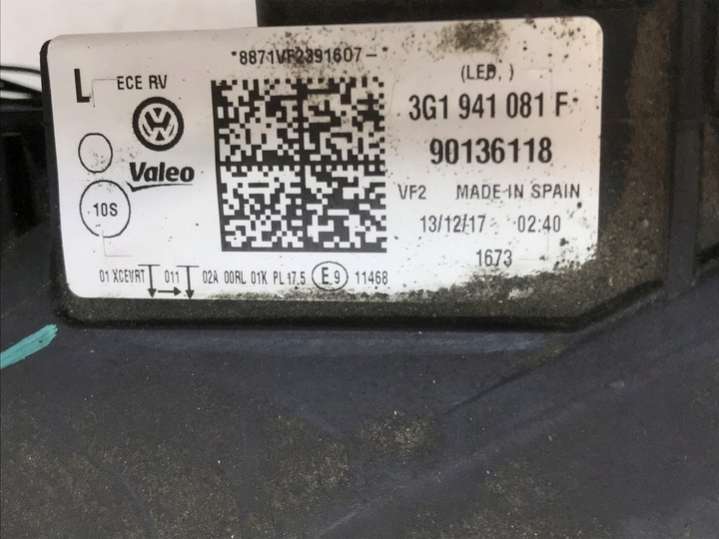 *8871VF2391607-*
L ECE RV
(LED, )
3G1 941 081 F
Valeo
90136118
10S
VF2 MADE IN SPAIN
13/12/17 02:40
1673
01 XCEVRT 011 02A 00RL 01K PL 17.5 E9 11468